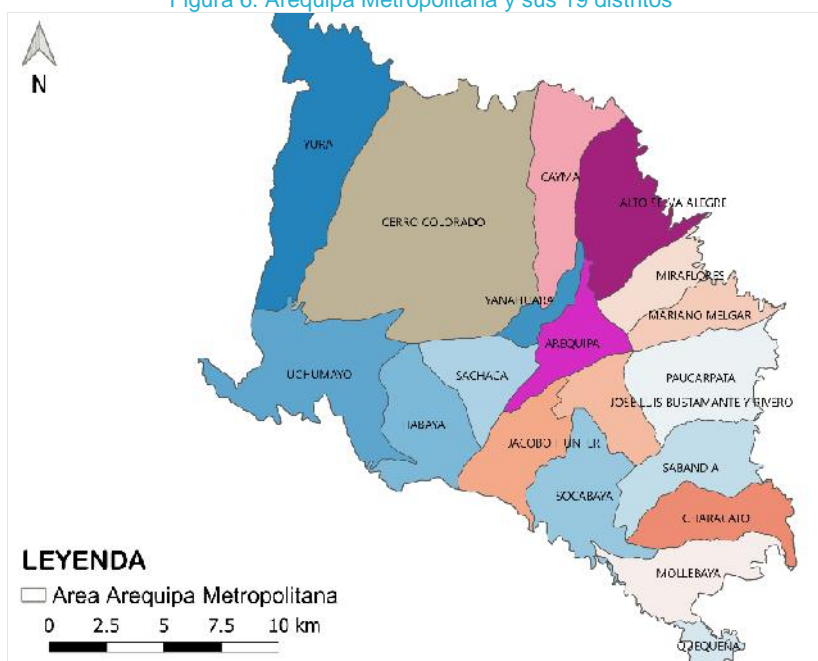 Figura 6. Arequipa Metropolitana y sus 19 distritos
N
YURA
CAYMA
ALTO SELVA ALEGRE
CERRO COLORADO
MIRAFLORES
YANAHUARA
MARIANO MELGAR
AREQUIPA
UCHUMAYO
SACHACA
PAUCARPATA
JOSE LUIS BUSTAMANTE Y RIVERO
TIABAYA
JACOBO HUNTER
SABANDIA
SOCABAYA
CHARACATO
MOLLEBAYA
QUEQUEÑA
LEYENDA
Area Arequipa Metropolitana
0 2.5 5 7.5 10 km